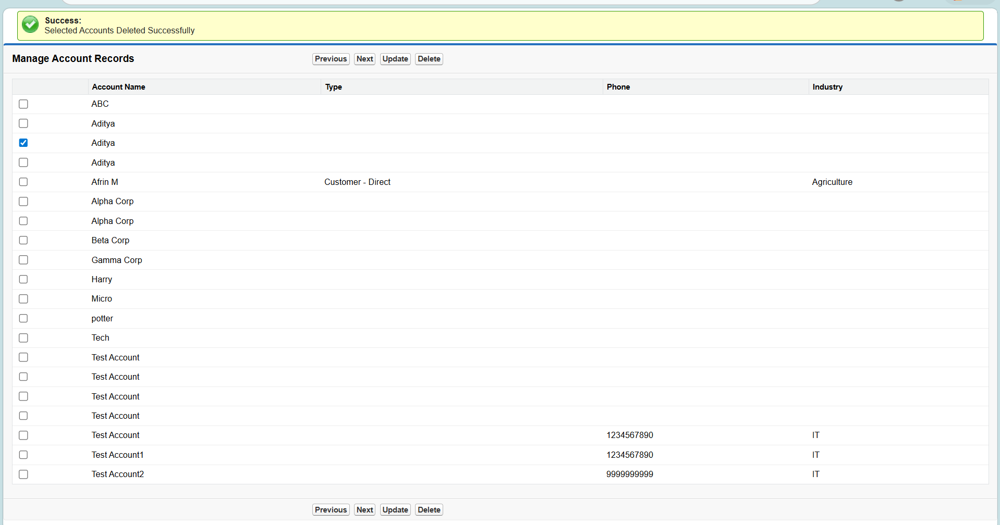 Success:
Selected Accounts Deleted Successfully
Manage Account Records Previous Next Update Delete
Account Name Type Phone Industry
ABC
Aditya
Aditya
Aditya
Afrin M Customer - Direct Agriculture
Alpha Corp
Alpha Corp
Beta Corp
Gamma Corp
Harry
Micro
potter
Tech
Test Account
Test Account
Test Account
Test Account
Test Account 1234567890 IT
Test Account1 1234567890 IT
Test Account2 9999999999 IT
Previous Next Update Delete